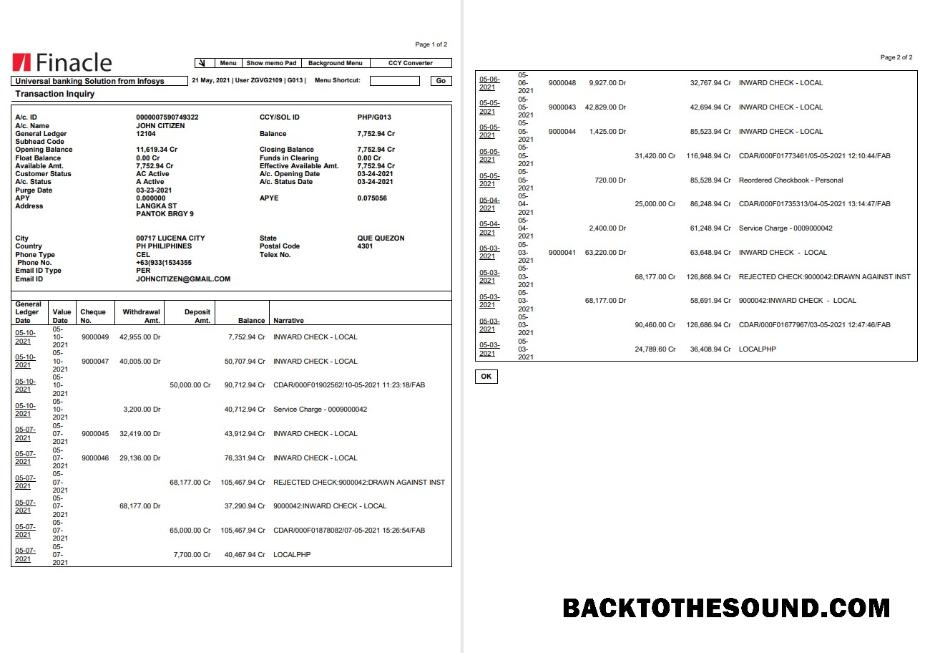 Page 1 of 2
Finacle
Menu Show memo Pad Background Menu CCY Converter
Universal banking Solution from Infosys 21 May, 2021 | User ZGVG2109 | G013 | Menu Shortcut: Go
Transaction Inquiry
A/c. ID 0000007590749322 CCY/SOL ID PHP/G013
A/c. Name JOHN CITIZEN
General Ledger 12104 Balance 7,752.94 Cr
Subhead Code
Opening Balance 11,619.34 Cr Closing Balance 7,752.94 Cr
Float Balance 0.00 Cr Funds in Clearing 0.00 Cr
Available Amt. 7,752.94 Cr Effective Available Amt. 7,752.94 Cr
Customer Status AC Active A/c. Opening Date 03-24-2021
A/c. Status A Active A/c. Status Date 03-24-2021
Purge Date 03-23-2021
APY 0.000000 APYE 0.075056
Address LANGKA ST
PANTOK BRGY 9
City 00717 LUCENA CITY State QUE QUEZON
Country PH PHILIPHINES Postal Code 4301
Phone Type CEL Telex No.
Phone No. +63(933)1534355
Email ID Type PER
Email ID JOHNCITIZEN@GMAIL.COM
General Ledger Date Value Date Cheque No. Withdrawal Amt. Deposit Amt. Balance Narrative
05-10-2021 05-10-2021 9000049 42,955.00 Dr 7,752.94 Cr INWARD CHECK - LOCAL
05-10-2021 05-10-2021 9000047 40,005.00 Dr 50,707.94 Cr INWARD CHECK - LOCAL
05-10-2021 05-10-2021 50,000.00 Cr 90,712.94 Cr CDAR/000F01902562/10-05-2021 11:23:18/FAB
05-10-2021 05-10-2021 3,200.00 Dr 40,712.94 Cr Service Charge - 0009000042
05-07-2021 05-07-2021 9000045 32,419.00 Dr 43,912.94 Cr INWARD CHECK - LOCAL
05-07-2021 05-07-2021 9000046 29,136.00 Dr 76,331.94 Cr INWARD CHECK - LOCAL
05-07-2021 05-07-2021 68,177.00 Cr 105,467.94 Cr REJECTED CHECK:9000042:DRAWN AGAINST INST
05-07-2021 05-07-2021 68,177.00 Dr 37,290.94 Cr 9000042:INWARD CHECK - LOCAL
05-07-2021 05-07-2021 65,000.00 Cr 105,467.94 Cr CDAR/000F01878082/07-05-2021 15:26:54/FAB
05-07-2021 05-07-2021 7,700.00 Cr 40,467.94 Cr LOCALPHP
Page 2 of 2
05-06-2021 05-06-2021 9000048 9,927.00 Dr 32,767.94 Cr INWARD CHECK - LOCAL
05-05-2021 05-05-2021 9000043 42,829.00 Dr 42,694.94 Cr INWARD CHECK - LOCAL
05-05-2021 05-05-2021 9000044 1,425.00 Dr 85,523.94 Cr INWARD CHECK - LOCAL
05-05-2021 05-05-2021 31,420.00 Cr 116,948.94 Cr CDAR/000F01773461/05-05-2021 12:10:44/FAB
05-05-2021 05-05-2021 720.00 Dr 85,528.94 Cr Reordered Checkbook - Personal
05-04-2021 05-04-2021 25,000.00 Cr 86,248.94 Cr CDAR/000F01735313/04-05-2021 13:14:47/FAB
05-04-2021 05-04-2021 2,400.00 Dr 61,248.94 Cr Service Charge - 0009000042
05-03-2021 05-03-2021 9000041 63,220.00 Dr 63,648.94 Cr INWARD CHECK - LOCAL
05-03-2021 05-03-2021 68,177.00 Cr 126,868.94 Cr REJECTED CHECK:9000042:DRAWN AGAINST INST
05-03-2021 05-03-2021 68,177.00 Dr 58,691.94 Cr 9000042:INWARD CHECK - LOCAL
05-03-2021 05-03-2021 90,460.00 Cr 126,686.94 Cr CDAR/000F01677967/03-05-2021 12:47:46/FAB
05-03-2021 05-03-2021 24,789.60 Cr 36,408.94 Cr LOCALPHP
OK
BACKTOTHESOUND.COM